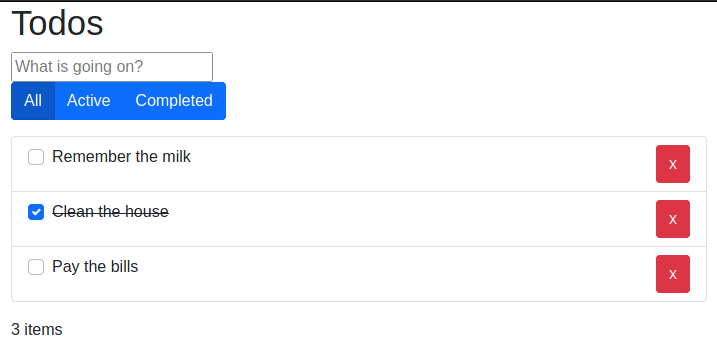 Todos
What is going on?
All Active Completed
Remember the milk x
Clean the house x
Pay the bills x
3 items